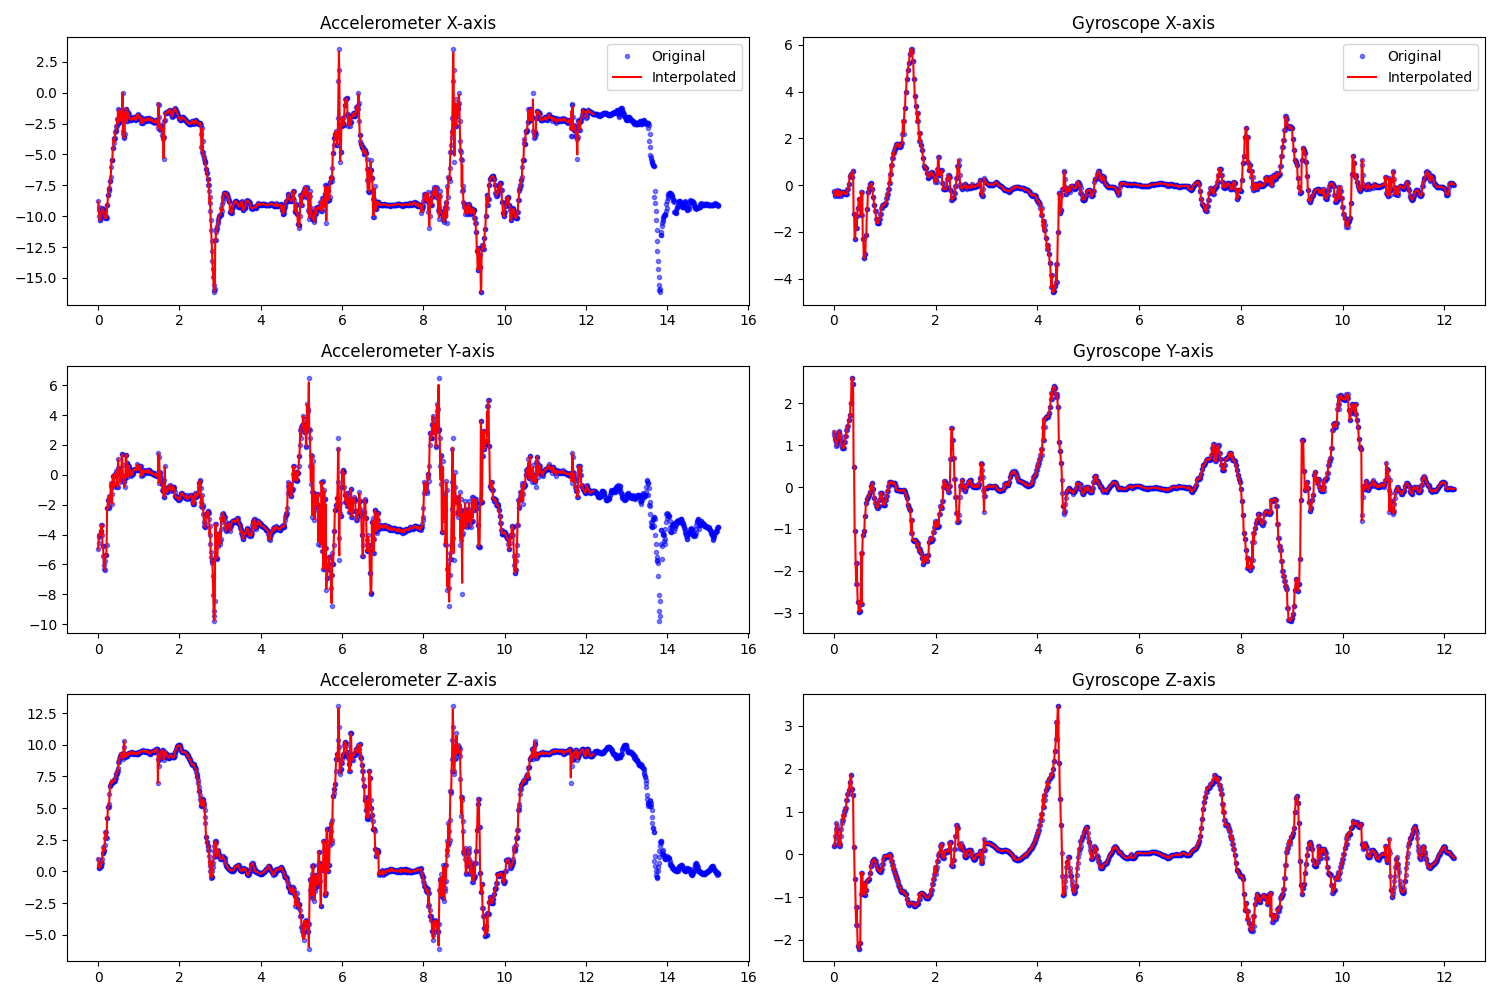 Accelerometer X-axis
2.5
0.0
−2.5
−5.0
−7.5
−10.0
−12.5
−15.0
0 2 4 6 8 10 12 14 16
Original
Interpolated
Gyroscope X-axis
6
4
2
0
−2
−4
0 2 4 6 8 10 12
Original
Interpolated
Accelerometer Y-axis
6
4
2
0
−2
−4
−6
−8
−10
0 2 4 6 8 10 12 14 16
Gyroscope Y-axis
2
1
0
−1
−2
−3
0 2 4 6 8 10 12
Accelerometer Z-axis
12.5
10.0
7.5
5.0
2.5
0.0
−2.5
−5.0
0 2 4 6 8 10 12 14 16
Gyroscope Z-axis
3
2
1
0
−1
−2
0 2 4 6 8 10 12